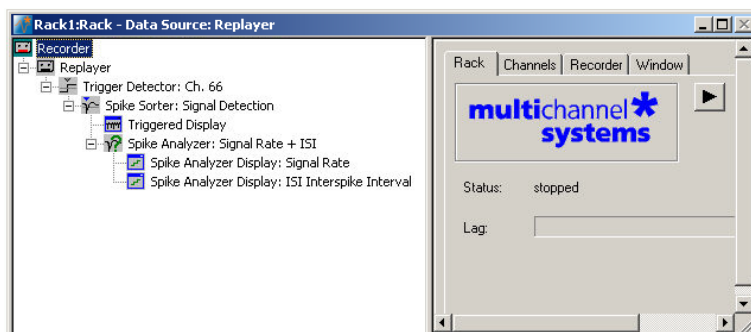 Rack1:Rack - Data Source: Replayer
Recorder
Replayer
Trigger Detector: Ch. 66
Spike Sorter: Signal Detection
Triggered Display
Spike Analyzer: Signal Rate + ISI
Spike Analyzer Display: Signal Rate
Spike Analyzer Display: ISI Interspike Interval
Rack Channels Recorder Window
multichannel*
systems
Status: stopped
Lag: